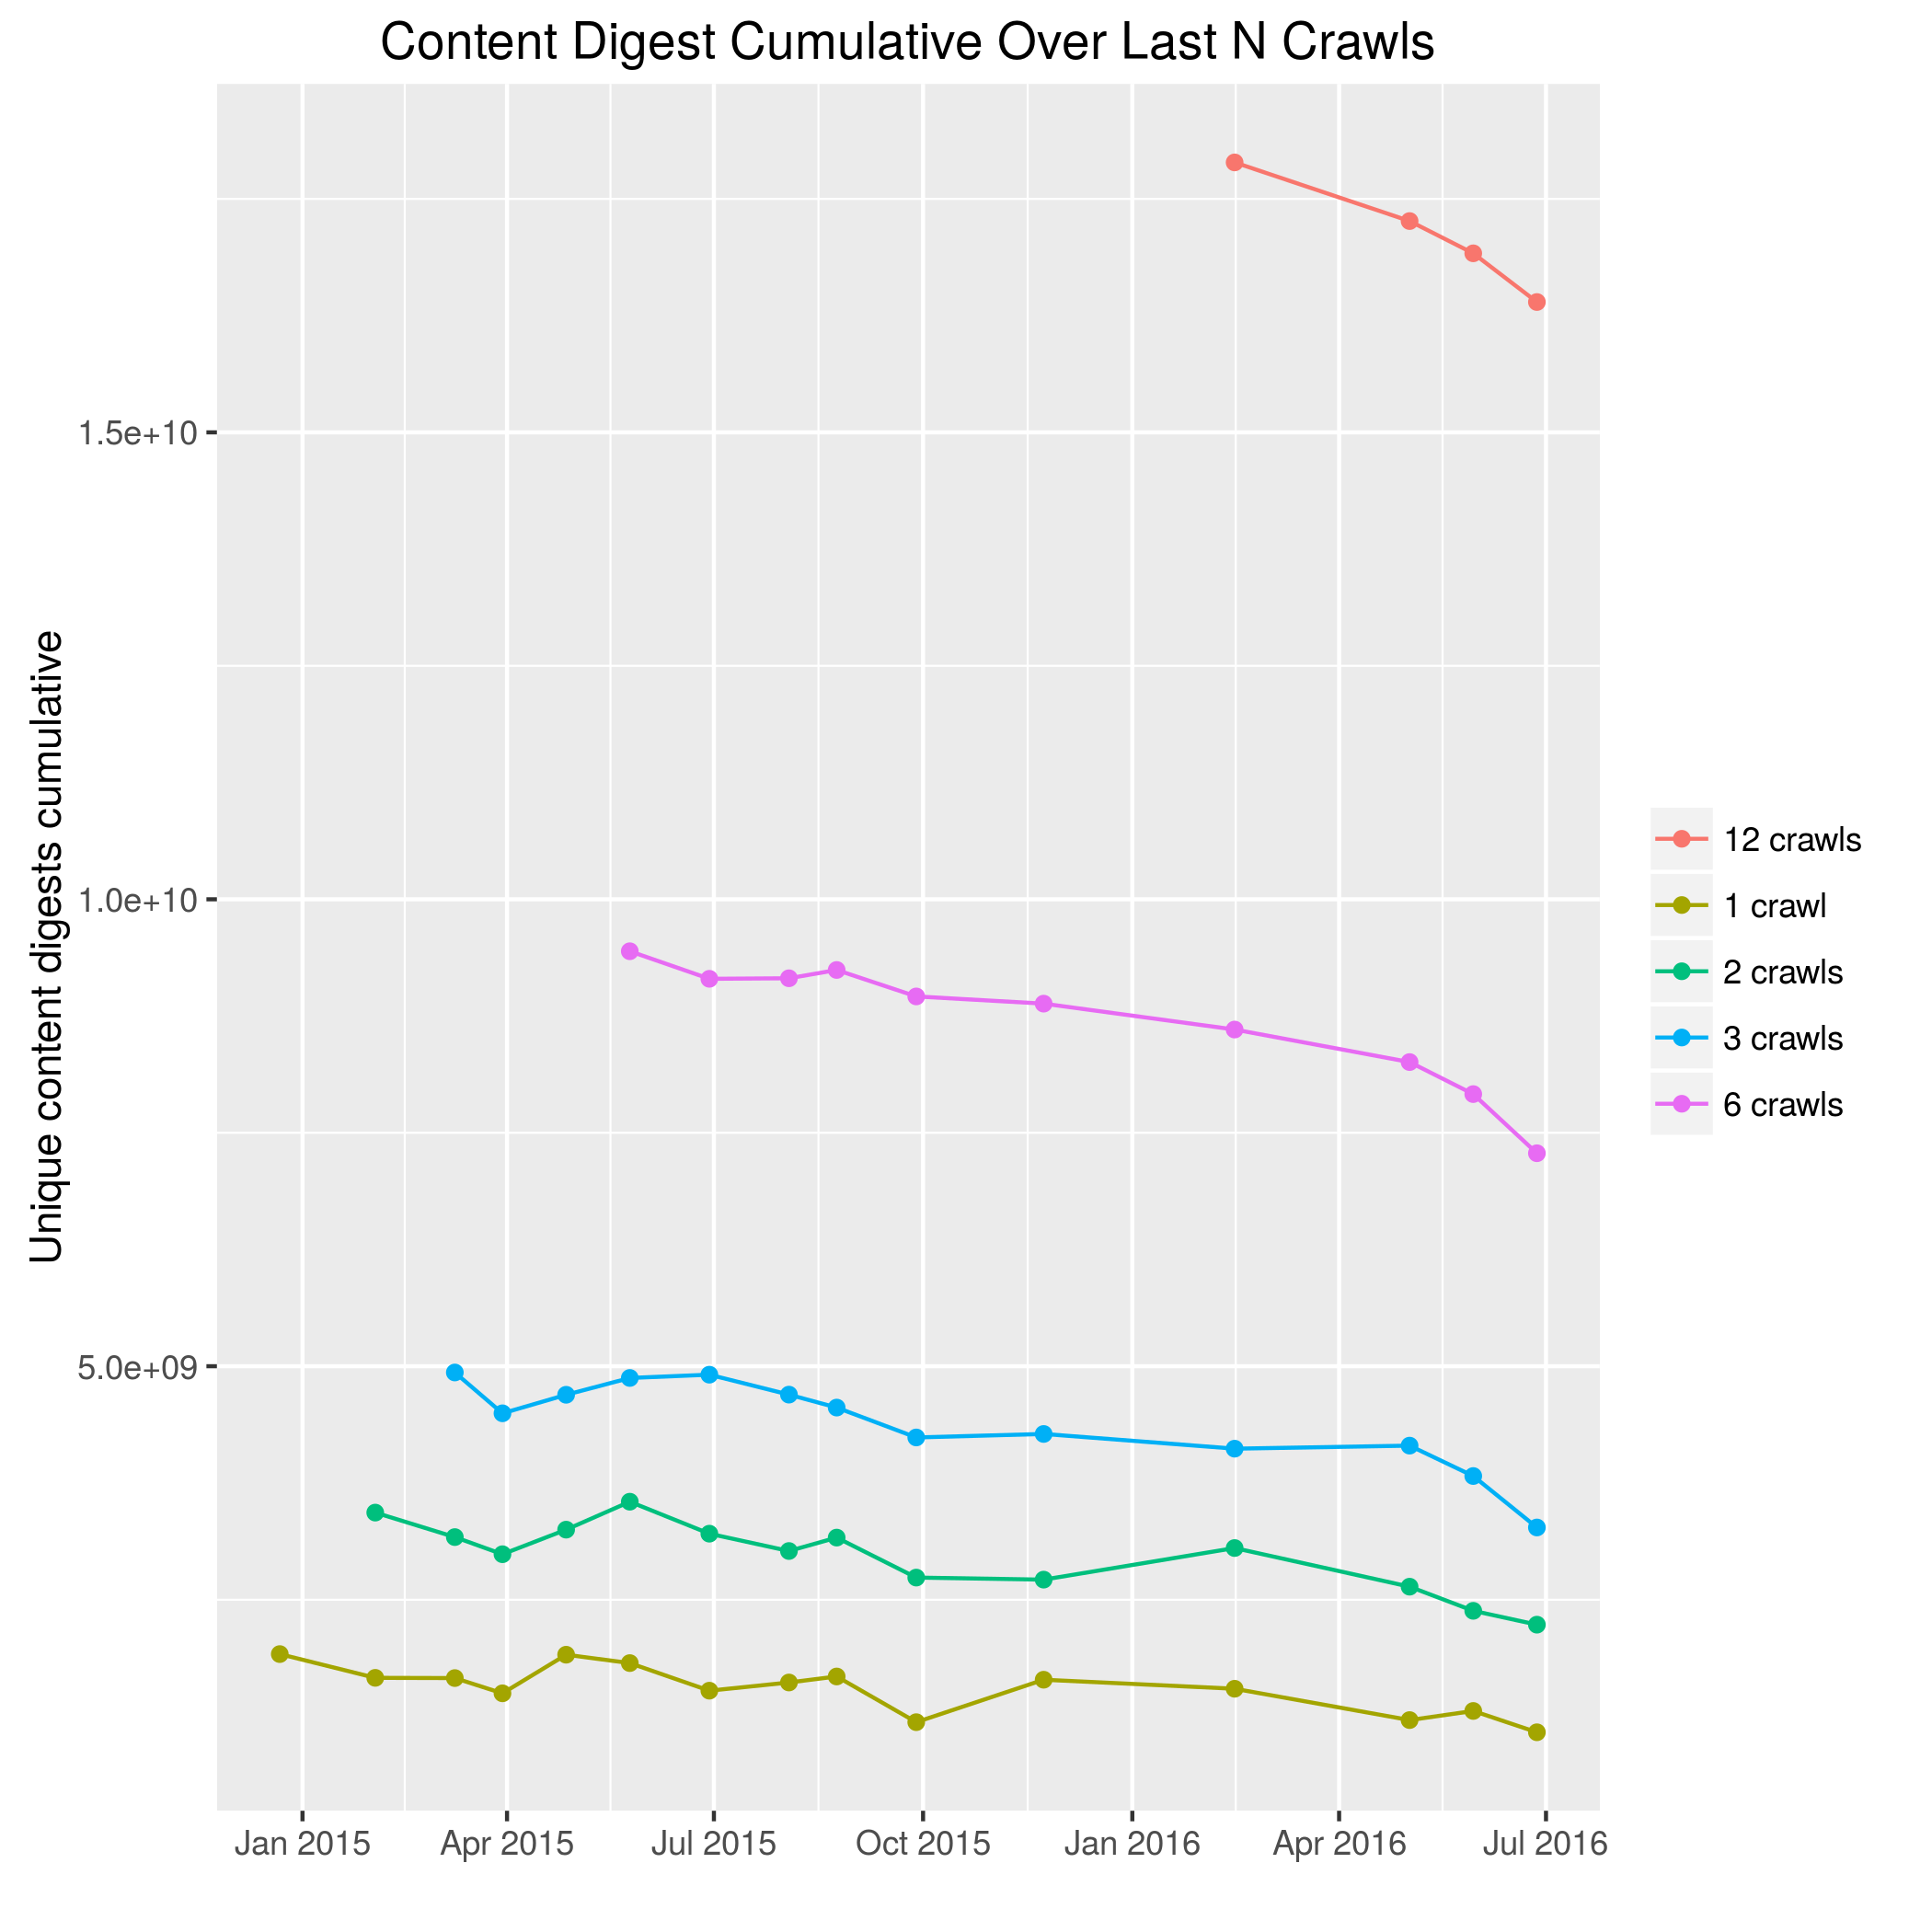 Content Digest Cumulative Over Last N Crawls
Unique content digests cumulative
1.5e+10
1.0e+10
5.0e+09
Jan 2015
Apr 2015
Jul 2015
Oct 2015
Jan 2016
Apr 2016
Jul 2016
12 crawls
1 crawl
2 crawls
3 crawls
6 crawls